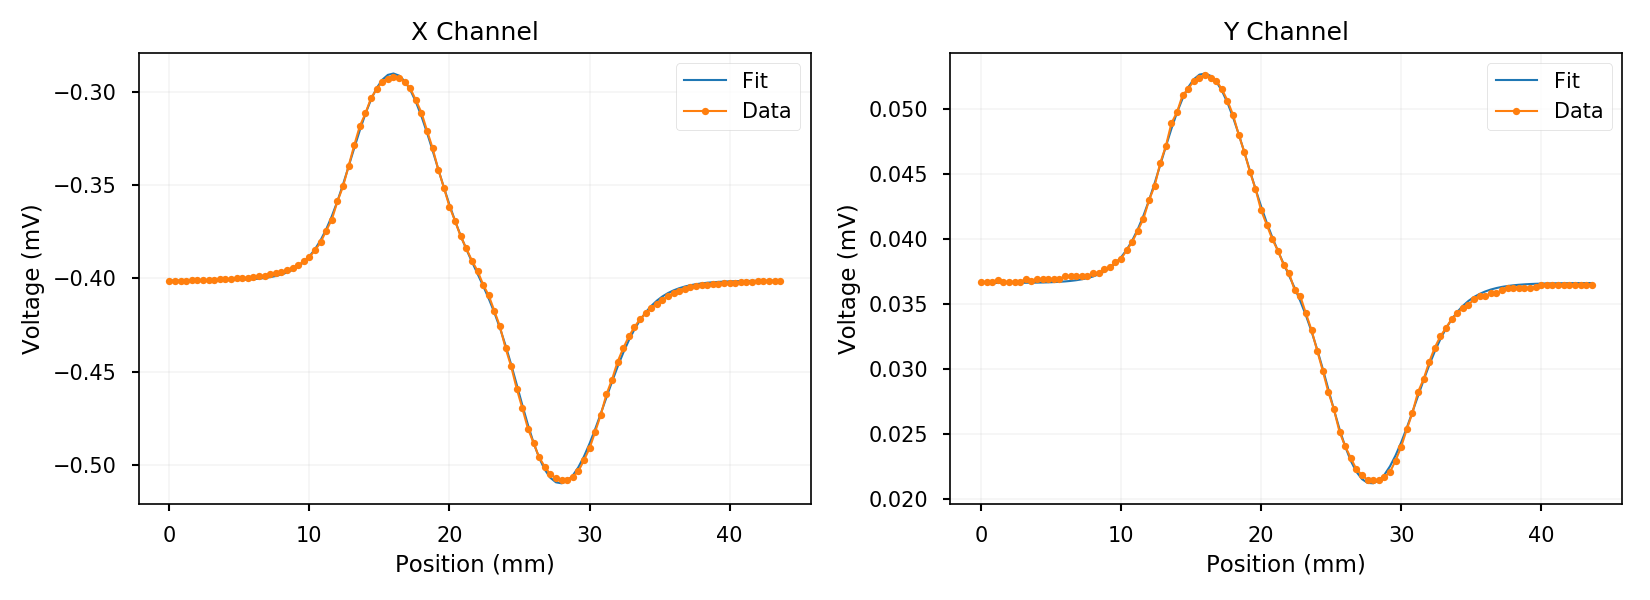 X Channel
Voltage (mV)
−0.30
−0.35
−0.40
−0.45
−0.50
Fit
Data
0 10 20 30 40
Position (mm)
Y Channel
Voltage (mV)
0.050
0.045
0.040
0.035
0.030
0.025
0.020
Fit
Data
0 10 20 30 40
Position (mm)